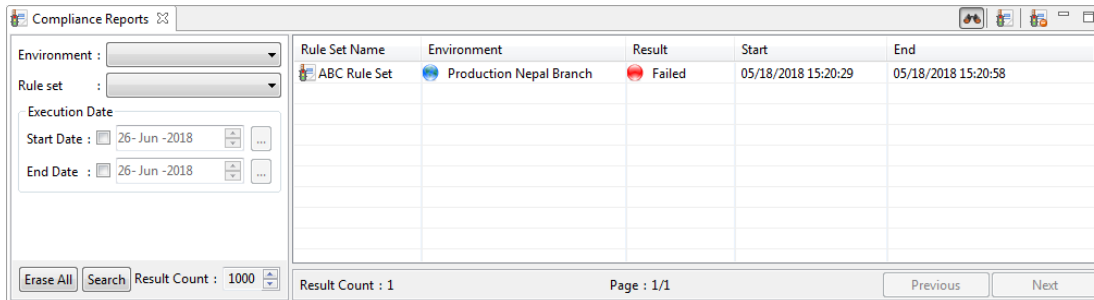 Compliance Reports
Environment :
Rule set :
Execution Date
Start Date : 26- Jun -2018 ...
End Date : 26- Jun -2018 ...
Erase All Search Result Count : 1000
Rule Set Name Environment Result Start End
ABC Rule Set Production Nepal Branch Failed 05/18/2018 15:20:29 05/18/2018 15:20:58
Result Count : 1 Page : 1/1 Previous Next